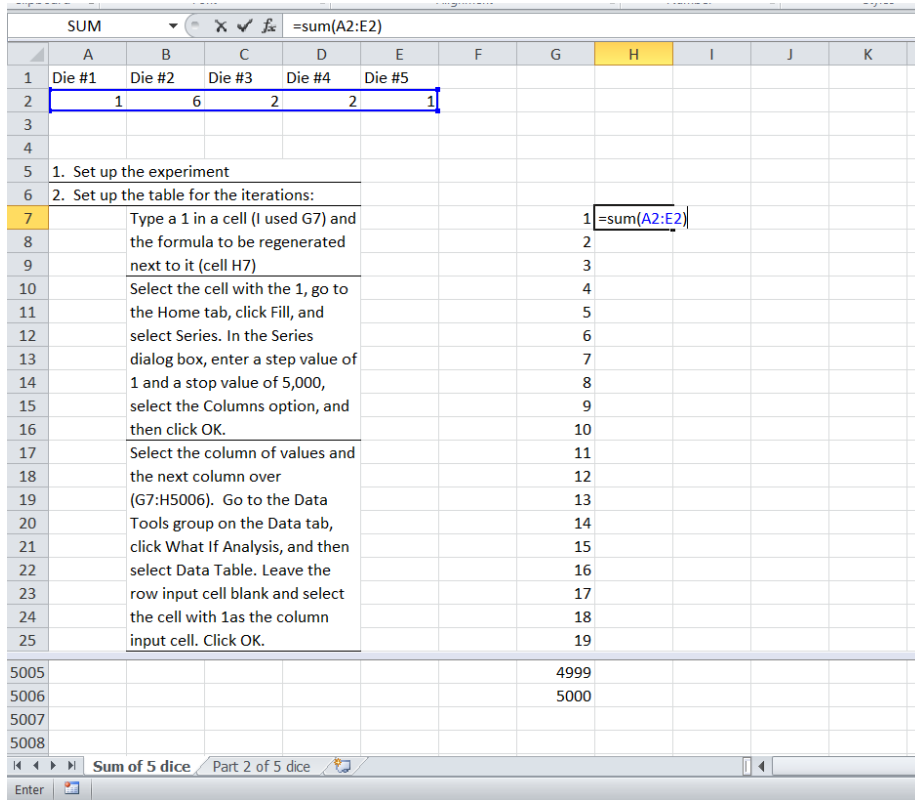 SUM fx =sum(A2:E2)
A B C D E F G H I J K
1 Die #1 Die #2 Die #3 Die #4 Die #5
2 1 6 2 2 1
3
4
5 1. Set up the experiment
6 2. Set up the table for the iterations:
7 Type a 1 in a cell (I used G7) and 1 =sum(A2:E2)
8 the formula to be regenerated 2
9 next to it (cell H7) 3
10 Select the cell with the 1, go to 4
11 the Home tab, click Fill, and 5
12 select Series. In the Series 6
13 dialog box, enter a step value of 7
14 1 and a stop value of 5,000, 8
15 select the Columns option, and 9
16 then click OK. 10
17 Select the column of values and 11
18 the next column over 12
19 (G7:H5006). Go to the Data 13
20 Tools group on the Data tab, 14
21 click What If Analysis, and then 15
22 select Data Table. Leave the 16
23 row input cell blank and select 17
24 the cell with 1as the column 18
25 input cell. Click OK. 19
5005 4999
5006 5000
5007
5008
Sum of 5 dice Part 2 of 5 dice
Enter